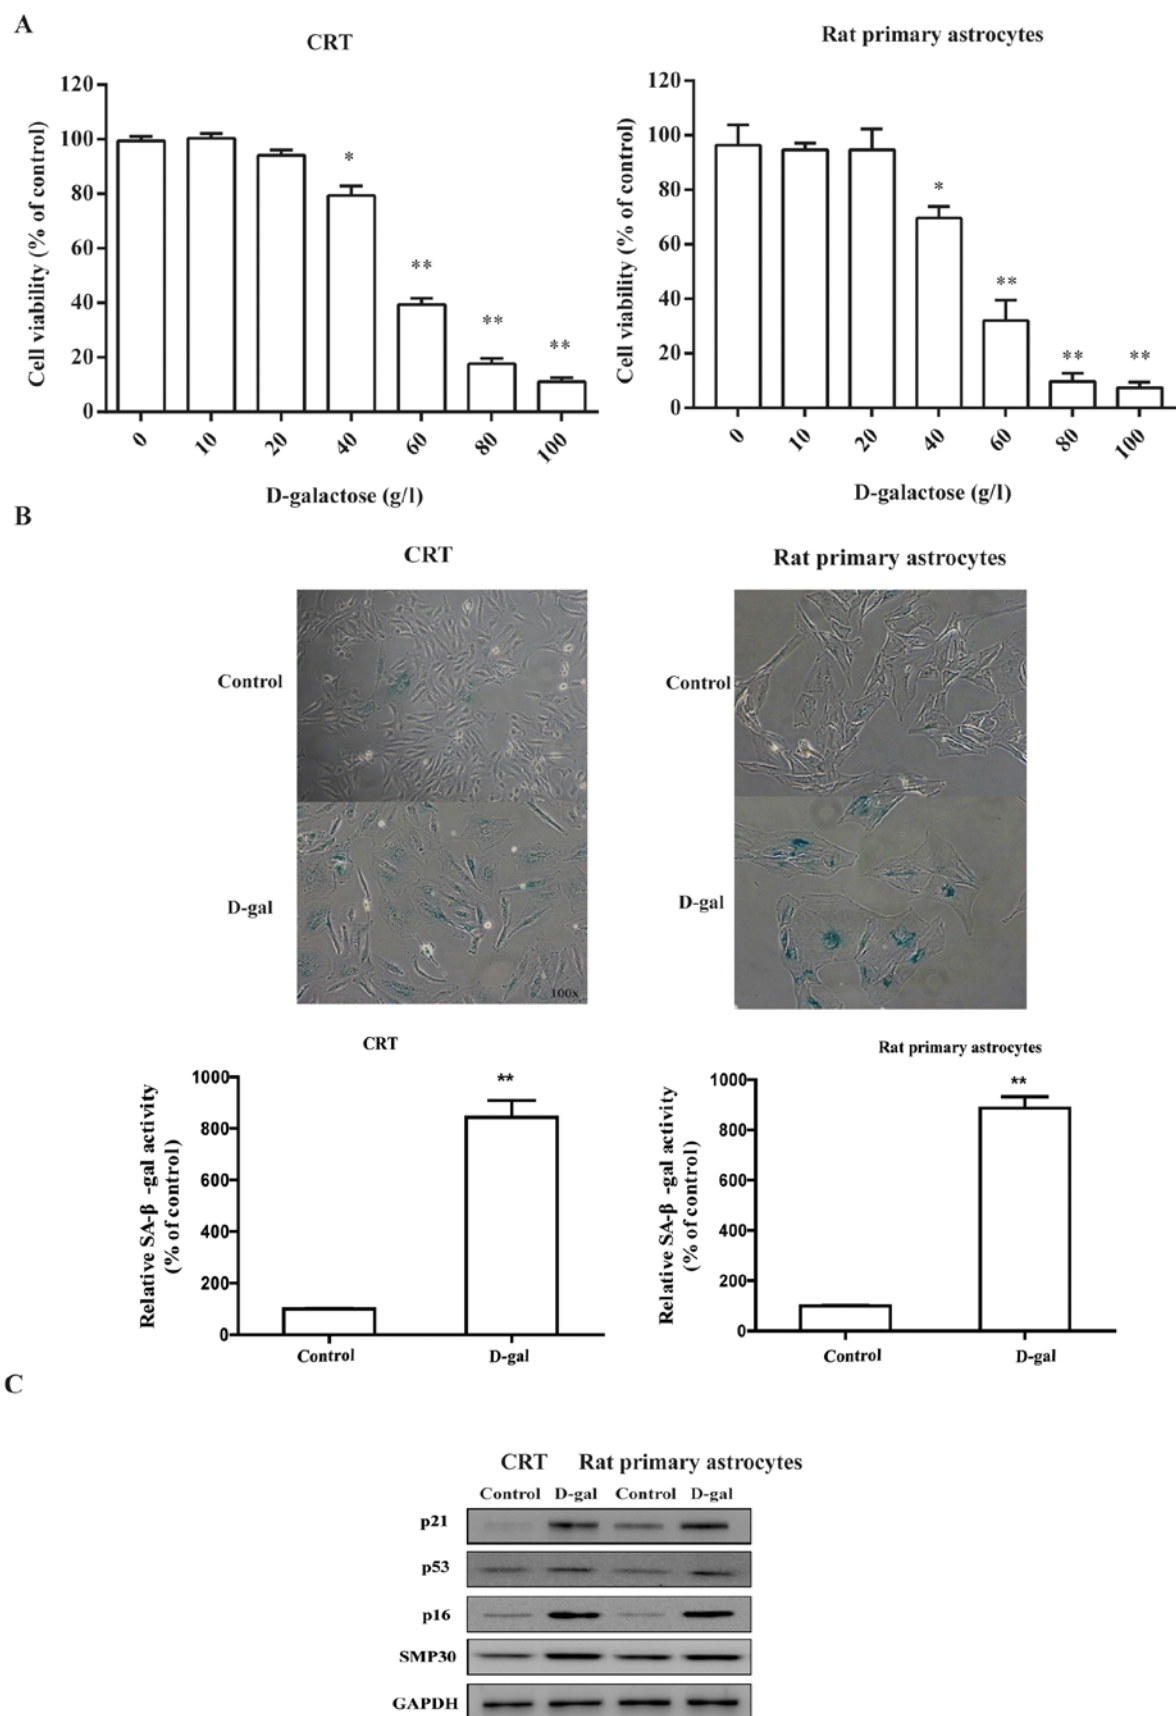 A
CRT
Rat primary astrocytes
Cell viability (% of control)
120
100
80
60
40
20
0
*
**
**
**
0
10
20
40
60
80
100
D-galactose (g/l)
Cell viability (% of control)
120
100
80
60
40
20
0
*
**
**
**
0
10
20
40
60
80
100
D-galactose (g/l)
B
CRT
Rat primary astrocytes
Control
Control
D-gal
D-gal
100x
CRT
Rat primary astrocytes
Relative SA-β -gal activity
(% of control)
1000
800
600
400
200
0
**
Control
D-gal
Relative SA-β -gal activity
(% of control)
1000
800
600
400
200
0
**
Control
D-gal
C
CRT Rat primary astrocytes
Control D-gal Control D-gal
p21
p53
p16
SMP30
GAPDH